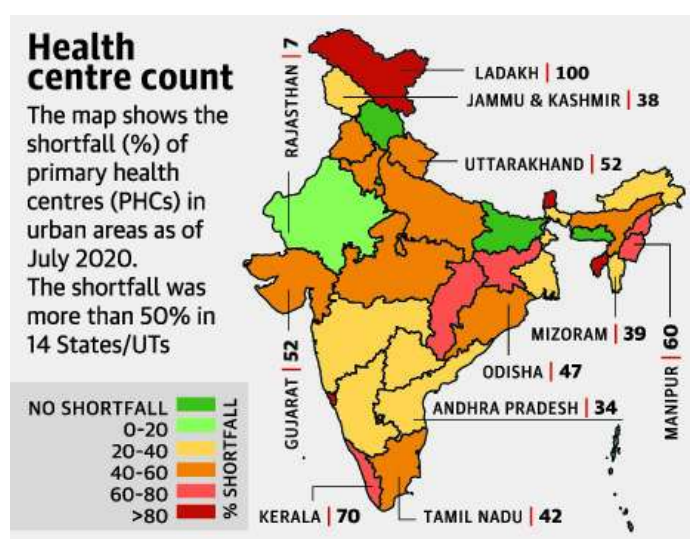 Health
centre count
The map shows the
shortfall (%) of
primary health
centres (PHCs) in
urban areas as of
July 2020.
The shortfall was
more than 50% in
14 States/UTs
NO SHORTFALL
0-20
20-40
40-60
60-80
>80
% SHORTFALL
RAJASTHAN | 7
LADAKH | 100
JAMMU & KASHMIR | 38
UTTARAKHAND | 52
MIZORAM | 39
MANIPUR | 60
ODISHA | 47
ANDHRA PRADESH | 34
GUJARAT | 52
KERALA | 70
TAMIL NADU | 42